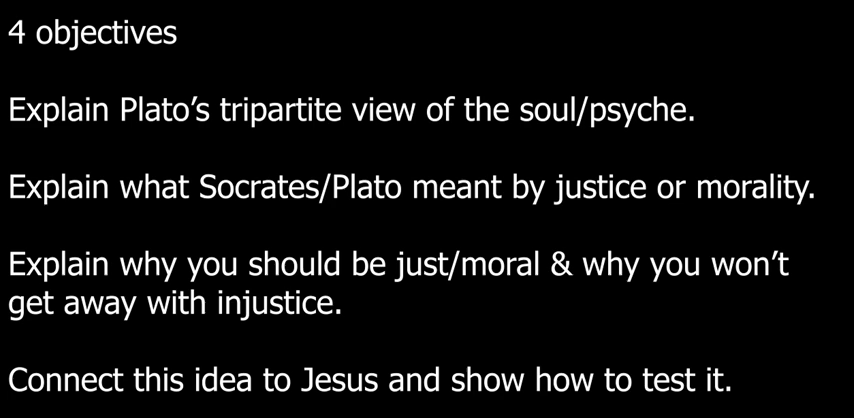 4 objectives
Explain Plato’s tripartite view of the soul/psyche.
Explain what Socrates/Plato meant by justice or morality.
Explain why you should be just/moral & why you won’t
get away with injustice.
Connect this idea to Jesus and show how to test it.